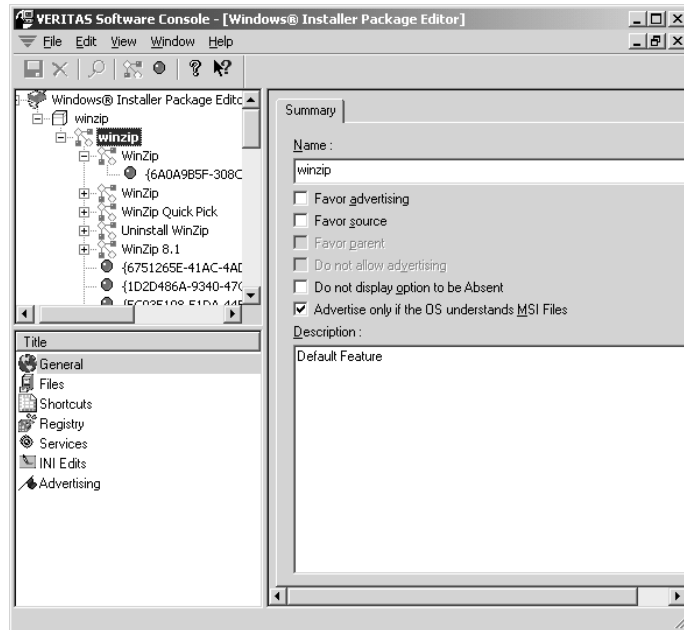 VERITAS Software Console - [Windows® Installer Package Editor]
File Edit View Window Help
Windows® Installer Package Editc
winzip
winzip
WinZip
{6A0A9B5F-308C
WinZip
WinZip Quick Pick
Uninstall WinZip
WinZip 8.1
{6751265E-41AC-4AD
{1D2D486A-9340-47C
Title
General
Files
Shortcuts
Registry
Services
INI Edits
Advertising
Summary
Name :
winzip
Favor advertising
Favor source
Favor parent
Do not allow advertising
Do not display option to be Absent
Advertise only if the OS understands MSI Files
Description :
Default Feature